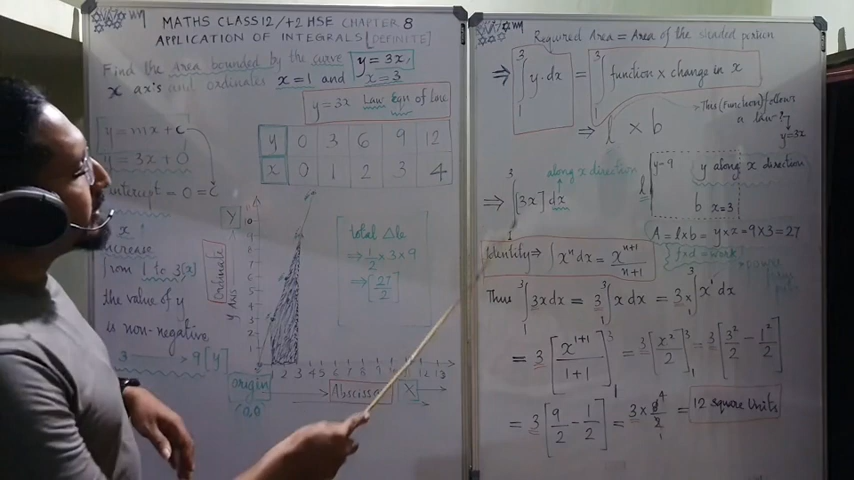 MATHS CLASS 12/+2 HSE CHAPTER 8
APPLICATION OF INTEGRALS [DEFINITE]
Find the Area bounded by the curve y = 3x,
x ax's and ordinates x = 1 and x = 3
y = 3x Law Eqn of Line
y = mx + c
y = 3x + 0
intercept = 0 = c
y 0 3 6 9 12
x 0 1 2 3 4
x
increase
from 1 to 3[x]
the value of y
is non-negative
3 → 9 [y]
Y
Ordinate
y Axis
10
total Δle
⇒ 1/2 × 3 × 9
⇒ [27/2]
1 2 3 4 5 6 7 8 9 10 11 12 13
origin
(0,0)
Abscissa X
Required Area = Area of the shaded portion
⇒ ∫₁³ y·dx = ∫₁³ function x change in x
⇒ l × b
This (function) follows
a law
y = 3x
along x direction
⇒ ∫₁³ [3x] dx
l y-9 y along x direction
b x=3
A = l×b = y×x = 9×3 = 27
Identify ⇒ ∫ xⁿ dx = xⁿ⁺¹/n+1
Thus ∫₁³ 3x dx = 3 ∫₁³ x dx = 3 × ∫₁³ x¹ dx
= 3 [x¹⁺¹/1+1]₁³ = 3 [x²/2]₁³ = 3 [3²/2 - 1²/2]
= 3 [9/2 - 1/2] = 3 × 8/2 = 12 square Units